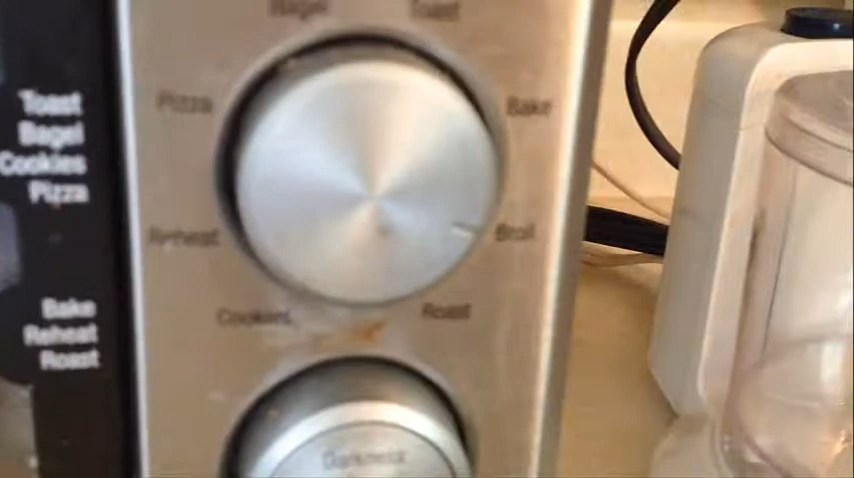 Bagel
Toast
Pizza
Bake
Toast
Bagel
Cookies
Pizza
Reheat
Broil
Cookies
Roast
Bake
Reheat
Roast
Darkness